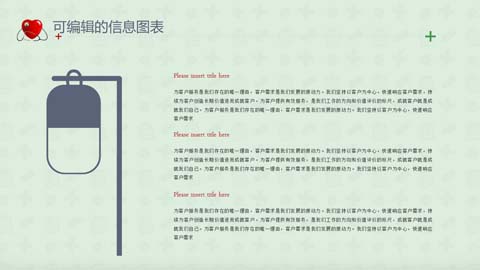 可编辑的信息图表
Please insert title here
为客户服务是我们存在的唯一理由，客户需求是我们发展的原动力。我们坚持以客户为中心，快速响应客户需求，持
续为客户创造长期价值进而成就客户。为客户提供有效服务，是我们工作的方向和价值评价的标尺，成就客户就是成
就我们自己。为客户服务是我们存在的唯一理由，客户需求是我们发展的原动力。我们坚持以客户为中心，快速响应
客户需求
Please insert title here
为客户服务是我们存在的唯一理由，客户需求是我们发展的原动力。我们坚持以客户为中心，快速响应客户需求，持
续为客户创造长期价值进而成就客户。为客户提供有效服务，是我们工作的方向和价值评价的标尺，成就客户就是成
就我们自己。为客户服务是我们存在的唯一理由，客户需求是我们发展的原动力。我们坚持以客户为中心，快速响应
客户需求
Please insert title here
为客户服务是我们存在的唯一理由，客户需求是我们发展的原动力。我们坚持以客户为中心，快速响应客户需求，持
续为客户创造长期价值进而成就客户。为客户提供有效服务，是我们工作的方向和价值评价的标尺，成就客户就是成
就我们自己。为客户服务是我们存在的唯一理由，客户需求是我们发展的原动力。我们坚持以客户为中心，快速响应
客户需求